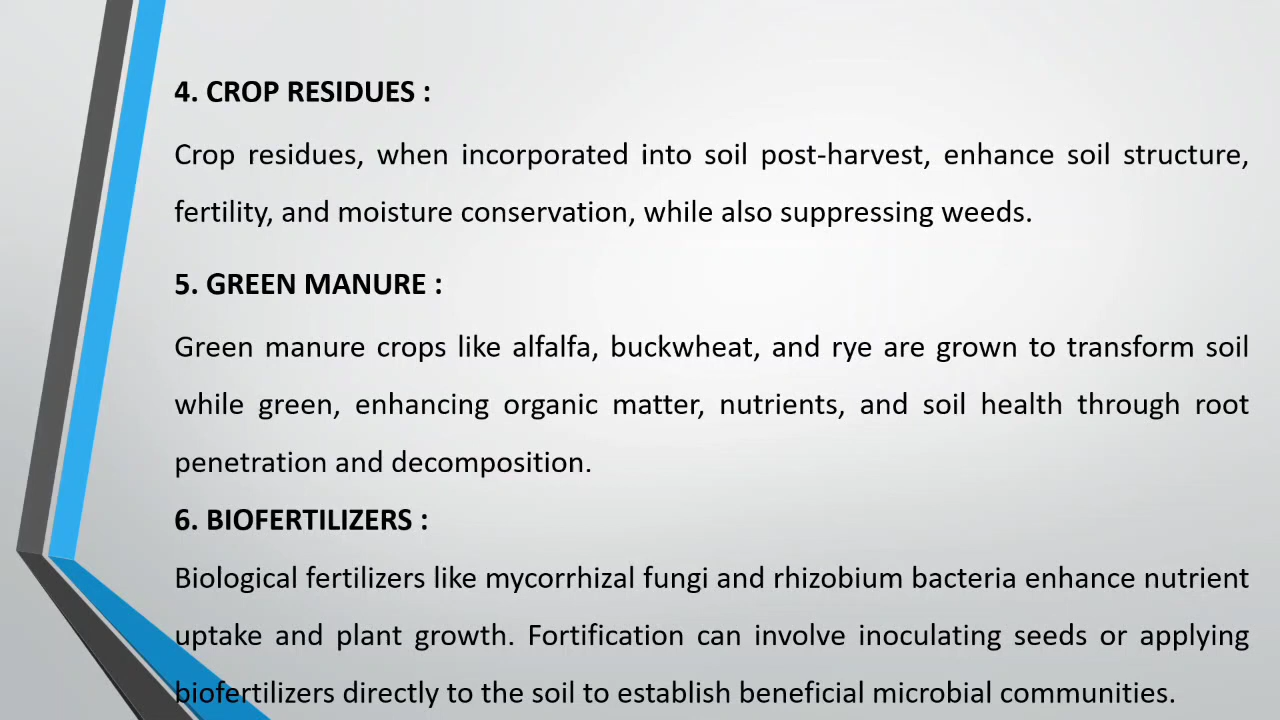 4. CROP RESIDUES :
Crop residues, when incorporated into soil post-harvest, enhance soil structure,
fertility, and moisture conservation, while also suppressing weeds.
5. GREEN MANURE :
Green manure crops like alfalfa, buckwheat, and rye are grown to transform soil
while green, enhancing organic matter, nutrients, and soil health through root
penetration and decomposition.
6. BIOFERTILIZERS :
Biological fertilizers like mycorrhizal fungi and rhizobium bacteria enhance nutrient
uptake and plant growth. Fortification can involve inoculating seeds or applying
biofertilizers directly to the soil to establish beneficial microbial communities.